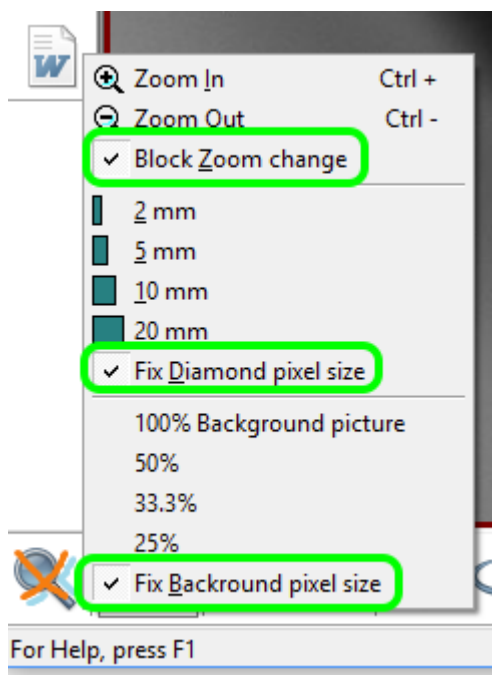 W
Zoom In Ctrl +
Zoom Out Ctrl -
Block Zoom change
2 mm
5 mm
10 mm
20 mm
Fix Diamond pixel size
100% Background picture
50%
33.3%
25%
Fix Backround pixel size
For Help, press F1